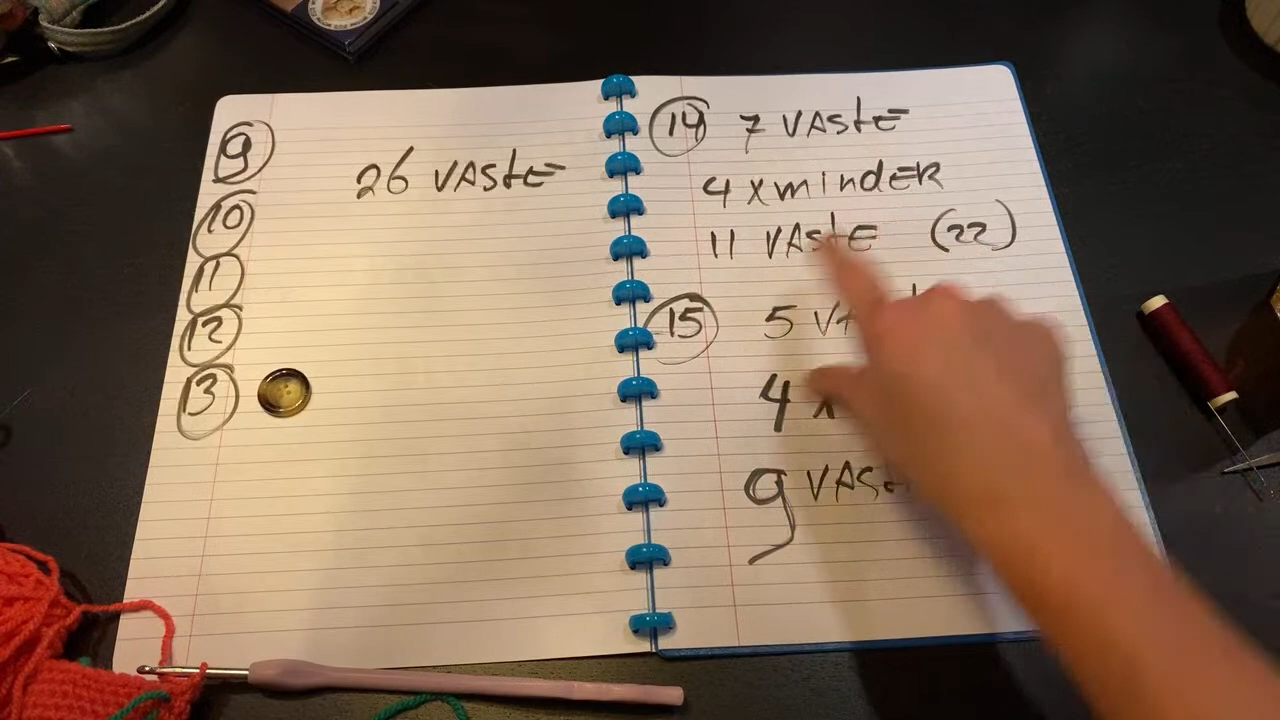 9
26 VASTE
10
11
12
13
14 7 VASTE
4 x mindER
11 VASTE (22)
15 5
4 x
9